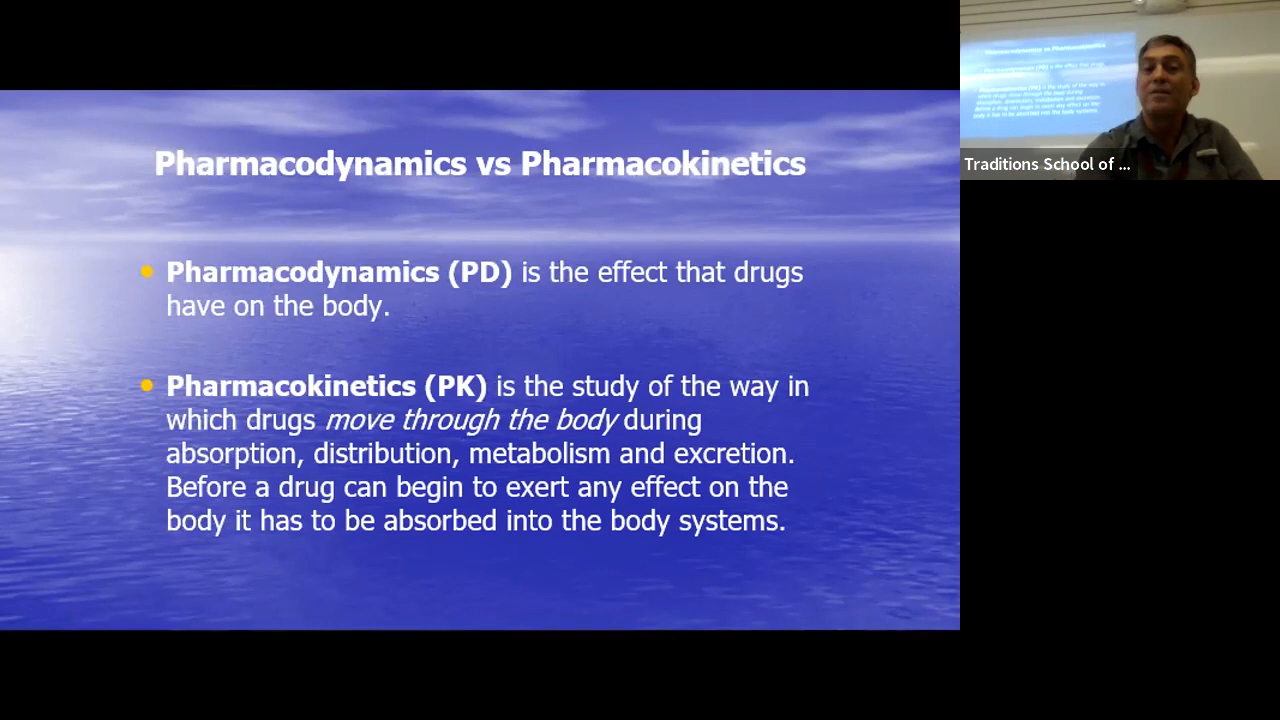 Pharmacodynamics vs Pharmacokinetics
Pharmacodynamics (PD) is the effect that drugs
have on the body.
Pharmacokinetics (PK) is the study of the way in
which drugs move through the body during
absorption, distribution, metabolism and excretion.
Before a drug can begin to exert any effect on the
body it has to be absorbed into the body systems.
Traditions School of ...